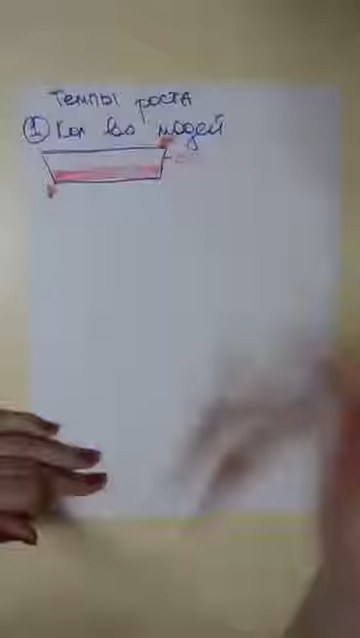 Темпы роста
① Кол во людей